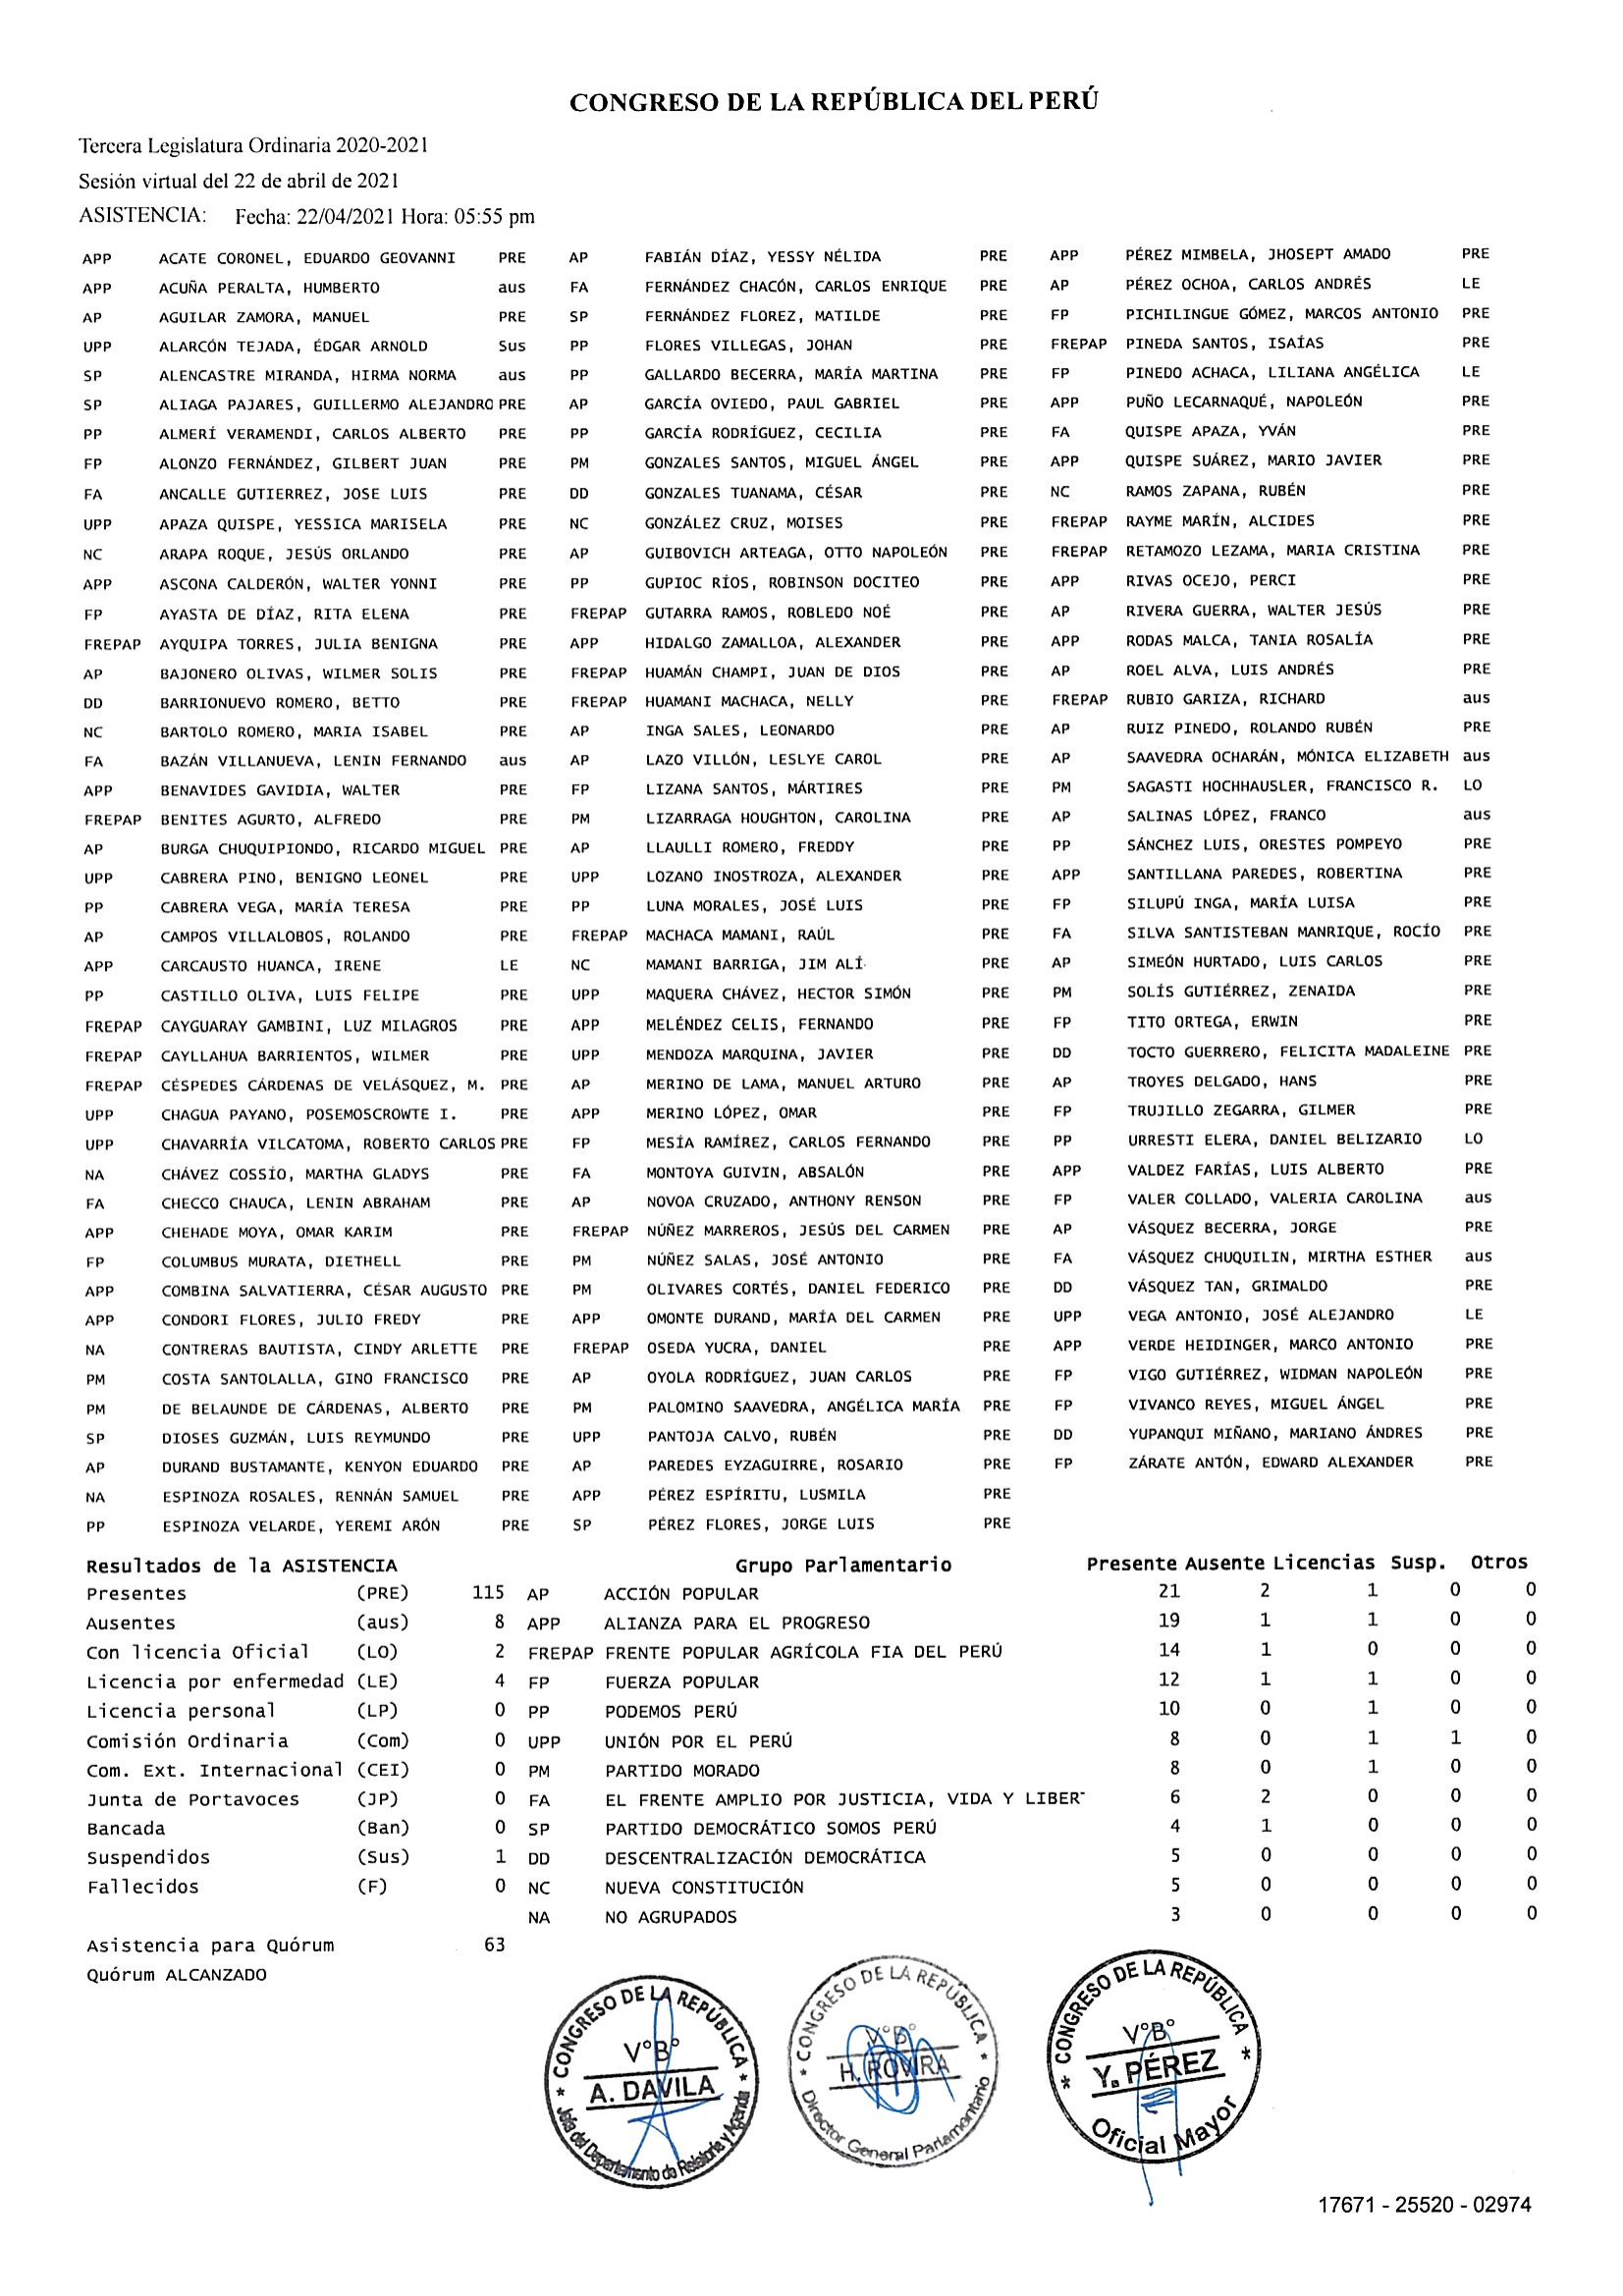 CONGRESO DE LA REPÚBLICA DEL PERÚ
Tercera Legislatura Ordinaria 2020-2021
Sesión virtual del 22 de abril de 2021
ASISTENCIA: Fecha: 22/04/2021 Hora: 05:55 pm
APP ACATE CORONEL, EDUARDO GEOVANNI PRE AP FABIÁN DÍAZ, YESSY NÉLIDA PRE APP PÉREZ MIMBELA, JHOSEPT AMADO PRE
APP ACUÑA PERALTA, HUMBERTO aus FA FERNÁNDEZ CHACÓN, CARLOS ENRIQUE PRE AP PÉREZ OCHOA, CARLOS ANDRÉS LE
AP AGUILAR ZAMORA, MANUEL PRE SP FERNÁNDEZ FLOREZ, MATILDE PRE FP PICHILINGUE GÓMEZ, MARCOS ANTONIO PRE
UPP ALARCÓN TEJADA, ÉDGAR ARNOLD Sus PP FLORES VILLEGAS, JOHAN PRE FREPAP PINEDA SANTOS, ISAÍAS PRE
SP ALENCASTRE MIRANDA, HIRMA NORMA aus PP GALLARDO BECERRA, MARÍA MARTINA PRE FP PINEDO ACHACA, LILIANA ANGÉLICA LE
SP ALIAGA PAJARES, GUILLERMO ALEJANDRO PRE AP GARCÍA OVIEDO, PAUL GABRIEL PRE APP PUÑO LECARNAQUÉ, NAPOLEÓN PRE
PP ALMERÍ VERAMENDI, CARLOS ALBERTO PRE PP GARCÍA RODRÍGUEZ, CECILIA PRE FA QUISPE APAZA, YVÁN PRE
FP ALONZO FERNÁNDEZ, GILBERT JUAN PRE PM GONZALES SANTOS, MIGUEL ÁNGEL PRE APP QUISPE SUÁREZ, MARIO JAVIER PRE
FA ANCALLE GUTIERREZ, JOSE LUIS PRE DD GONZALES TUANAMA, CÉSAR PRE NC RAMOS ZAPANA, RUBÉN PRE
UPP APAZA QUISPE, YESSICA MARISELA PRE NC GONZÁLEZ CRUZ, MOISES PRE FREPAP RAYME MARÍN, ALCIDES PRE
NC ARAPA ROQUE, JESÚS ORLANDO PRE AP GUIBOVICH ARTEAGA, OTTO NAPOLEÓN PRE FREPAP RETAMOZO LEZAMA, MARIA CRISTINA PRE
APP ASCONA CALDERÓN, WALTER YONNI PRE PP GUPIOC RÍOS, ROBINSON DOCITEO PRE APP RIVAS OCEJO, PERCI PRE
FP AYASTA DE DÍAZ, RITA ELENA PRE FREPAP GUTARRA RAMOS, ROBLEDO NOÉ PRE AP RIVERA GUERRA, WALTER JESÚS PRE
FREPAP AYQUIPA TORRES, JULIA BENIGNA PRE APP HIDALGO ZAMALLOA, ALEXANDER PRE APP RODAS MALCA, TANIA ROSALÍA PRE
AP BAJONERO OLIVAS, WILMER SOLIS PRE FREPAP HUAMÁN CHAMPI, JUAN DE DIOS PRE AP ROEL ALVA, LUIS ANDRÉS PRE
DD BARRIONUEVO ROMERO, BETTO PRE FREPAP HUAMANI MACHACA, NELLY PRE FREPAP RUBIO GARIZA, RICHARD aus
NC BARTOLO ROMERO, MARIA ISABEL PRE AP INGA SALES, LEONARDO PRE AP RUIZ PINEDO, ROLANDO RUBÉN PRE
FA BAZÁN VILLANUEVA, LENIN FERNANDO aus AP LAZO VILLÓN, LESLYE CAROL PRE AP SAAVEDRA OCHARÁN, MÓNICA ELIZABETH aus
APP BENAVIDES GAVIDIA, WALTER PRE FP LIZANA SANTOS, MÁRTIRES PRE PM SAGASTI HOCHHAUSLER, FRANCISCO R. LO
FREPAP BENITES AGURTO, ALFREDO PRE PM LIZARRAGA HOUGHTON, CAROLINA PRE AP SALINAS LÓPEZ, FRANCO aus
AP BURGA CHUQUIPIONDO, RICARDO MIGUEL PRE AP LLAULLI ROMERO, FREDDY PRE PP SÁNCHEZ LUIS, ORESTES POMPEYO PRE
UPP CABRERA PINO, BENIGNO LEONEL PRE UPP LOZANO INOSTROZA, ALEXANDER PRE APP SANTILLANA PAREDES, ROBERTINA PRE
PP CABRERA VEGA, MARÍA TERESA PRE PP LUNA MORALES, JOSÉ LUIS PRE FP SILUPÚ INGA, MARÍA LUISA PRE
AP CAMPOS VILLALOBOS, ROLANDO PRE FREPAP MACHACA MAMANI, RAÚL PRE FA SILVA SANTISTEBAN MANRIQUE, ROCÍO PRE
APP CARCAUSTO HUANCA, IRENE LE NC MAMANI BARRIGA, JIM ALÍ PRE AP SIMEÓN HURTADO, LUIS CARLOS PRE
PP CASTILLO OLIVA, LUIS FELIPE PRE UPP MAQUERA CHÁVEZ, HECTOR SIMÓN PRE PM SOLÍS GUTIÉRREZ, ZENAIDA PRE
FREPAP CAYGUARAY GAMBINI, LUZ MILAGROS PRE APP MELÉNDEZ CELIS, FERNANDO PRE FP TITO ORTEGA, ERWIN PRE
FREPAP CAYLLAHUA BARRIENTOS, WILMER PRE UPP MENDOZA MARQUINA, JAVIER PRE DD TOCTO GUERRERO, FELICITA MADALEINE PRE
FREPAP CÉSPEDES CÁRDENAS DE VELÁSQUEZ, M. PRE AP MERINO DE LAMA, MANUEL ARTURO PRE AP TROYES DELGADO, HANS PRE
UPP CHAGUA PAYANO, POSEMOSCROWTE I. PRE APP MERINO LÓPEZ, OMAR PRE FP TRUJILLO ZEGARRA, GILMER PRE
UPP CHAVARRÍA VILCATOMA, ROBERTO CARLOS PRE FP MESÍA RAMÍREZ, CARLOS FERNANDO PRE PP URRESTI ELERA, DANIEL BELIZARIO LO
NA CHÁVEZ COSSÍO, MARTHA GLADYS PRE FA MONTOYA GUIVIN, ABSALÓN PRE APP VALDEZ FARÍAS, LUIS ALBERTO PRE
FA CHECCO CHAUCA, LENIN ABRAHAM PRE AP NOVOA CRUZADO, ANTHONY RENSON PRE FP VALER COLLADO, VALERIA CAROLINA aus
APP CHEHADE MOYA, OMAR KARIM PRE FREPAP NÚÑEZ MARREROS, JESÚS DEL CARMEN PRE AP VÁSQUEZ BECERRA, JORGE PRE
FP COLUMBUS MURATA, DIETHELL PRE PM NÚÑEZ SALAS, JOSÉ ANTONIO PRE FA VÁSQUEZ CHUQUILIN, MIRTHA ESTHER aus
APP COMBINA SALVATIERRA, CÉSAR AUGUSTO PRE PM OLIVARES CORTÉS, DANIEL FEDERICO PRE DD VÁSQUEZ TAN, GRIMALDO PRE
APP CONDORI FLORES, JULIO FREDY PRE APP OMONTE DURAND, MARÍA DEL CARMEN PRE UPP VEGA ANTONIO, JOSÉ ALEJANDRO LE
NA CONTRERAS BAUTISTA, CINDY ARLETTE PRE FREPAP OSEDA YUCRA, DANIEL PRE APP VERDE HEIDINGER, MARCO ANTONIO PRE
PM COSTA SANTOLALLA, GINO FRANCISCO PRE AP OYOLA RODRÍGUEZ, JUAN CARLOS PRE FP VIGO GUTIÉRREZ, WIDMAN NAPOLEÓN PRE
PM DE BELAUNDE DE CÁRDENAS, ALBERTO PRE PM PALOMINO SAAVEDRA, ANGÉLICA MARÍA PRE FP VIVANCO REYES, MIGUEL ÁNGEL PRE
SP DIOSES GUZMÁN, LUIS REYMUNDO PRE UPP PANTOJA CALVO, RUBÉN PRE DD YUPANQUI MIÑANO, MARIANO ÁNDRES PRE
AP DURAND BUSTAMANTE, KENYON EDUARDO PRE AP PAREDES EYZAGUIRRE, ROSARIO PRE FP ZÁRATE ANTÓN, EDWARD ALEXANDER PRE
NA ESPINOZA ROSALES, RENNÁN SAMUEL PRE APP PÉREZ ESPÍRITU, LUSMILA PRE
PP ESPINOZA VELARDE, YEREMI ARÓN PRE SP PÉREZ FLORES, JORGE LUIS PRE
Resultados de la ASISTENCIA Grupo Parlamentario Presente Ausente Licencias Susp. Otros
Presentes (PRE) 115 AP ACCIÓN POPULAR 21 2 1 0 0
Ausentes (aus) 8 APP ALIANZA PARA EL PROGRESO 19 1 1 0 0
Con licencia Oficial (LO) 2 FREPAP FRENTE POPULAR AGRÍCOLA FIA DEL PERÚ 14 1 0 0 0
Licencia por enfermedad (LE) 4 FP FUERZA POPULAR 12 1 1 0 0
Licencia personal (LP) 0 PP PODEMOS PERÚ 10 0 1 0 0
Comisión Ordinaria (Com) 0 UPP UNIÓN POR EL PERÚ 8 0 1 1 0
Com. Ext. Internacional (CEI) 0 PM PARTIDO MORADO 8 0 1 0 0
Junta de Portavoces (JP) 0 FA EL FRENTE AMPLIO POR JUSTICIA, VIDA Y LIBERT 6 2 0 0 0
Bancada (Ban) 0 SP PARTIDO DEMOCRÁTICO SOMOS PERÚ 4 1 0 0 0
Suspendidos (Sus) 1 DD DESCENTRALIZACIÓN DEMOCRÁTICA 5 0 0 0 0
Fallecidos (F) 0 NC NUEVA CONSTITUCIÓN 5 0 0 0 0
NA NO AGRUPADOS 3 0 0 0 0
Asistencia para Quórum 63
Quórum ALCANZADO
CONGRESO DE LA REPÚBLICA
V°B°
A. DAVILA
Jefa del Departamento de Relatoría y Agenda
CONGRESO DE LA REPÚBLICA
V°B°
H. ROVIRA
Director General Parlamentario
CONGRESO DE LA REPÚBLICA
V°B°
Y. PÉREZ
Oficial Mayor
17671 - 25520 - 02974